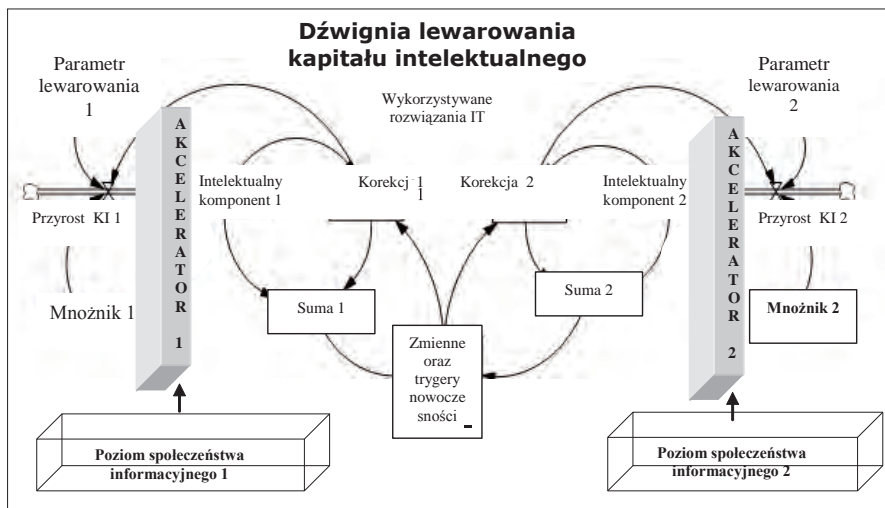 Dźwignia lewarowania
kapitału intelektualnego
Parametr
lewarowania
1
Wykorzystywane
rozwiązania IT
Parametr
lewarowania
2
AKCELERATOR 1
AKCELERATOR 2
Intelektualny
komponent 1
Korekcj 1
1
Korekcja 2
Intelektualny
komponent 2
Przyrost KI 1
Przyrost KI 2
Mnożnik 1
Suma 1
Suma 2
Mnożnik 2
Zmienne
oraz
trygery
nowocze
sności
Poziom społeczeństwa
informacyjnego 1
Poziom społeczeństwa
informacyjnego 2